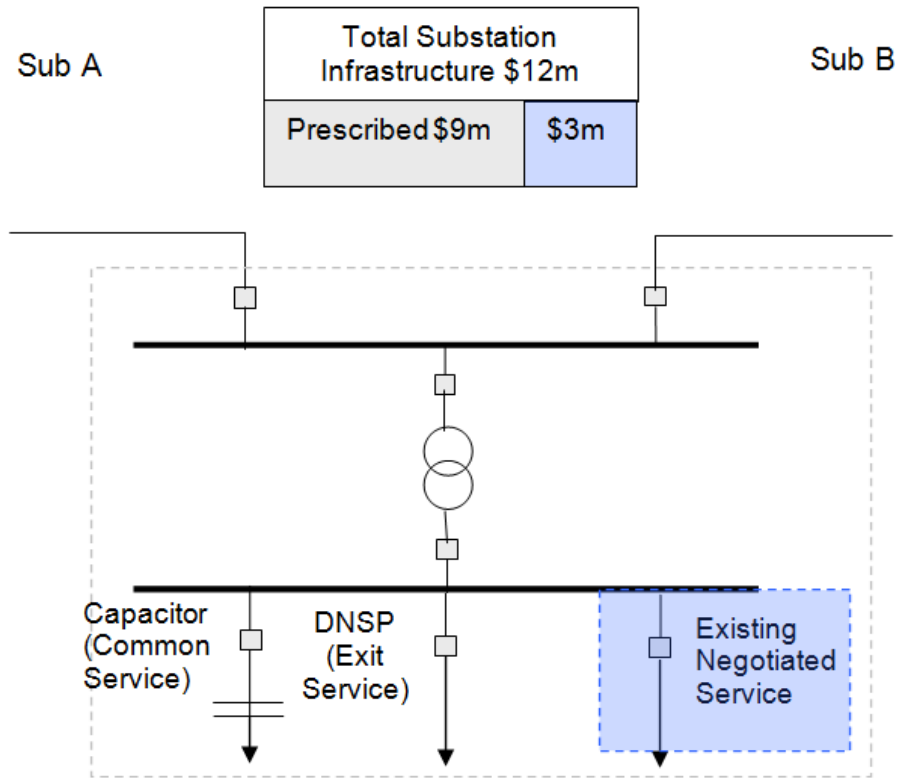 Sub A
Total Substation
Infrastructure $12m
Sub B
Prescribed $9m
$3m
Capacitor
(Common
Service)
DNSP
(Exit
Service)
Existing
Negotiated
Service